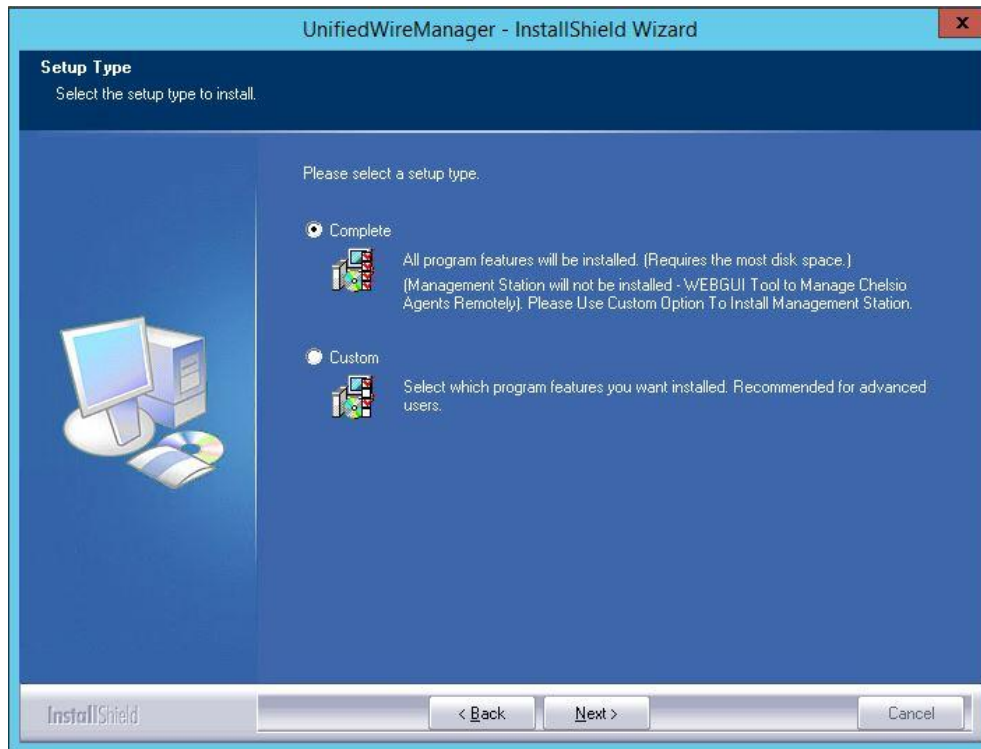 UnifiedWireManager - InstallShield Wizard
x
Setup Type
Select the setup type to install.
Please select a setup type.
Complete
All program features will be installed. (Requires the most disk space.)
(Management Station will not be installed - WEBGUI Tool to Manage Chelsio
Agents Remotely). Please Use Custom Option To Install Management Station.
Custom
Select which program features you want installed. Recommended for advanced
users.
InstallShield
< Back
Next >
Cancel